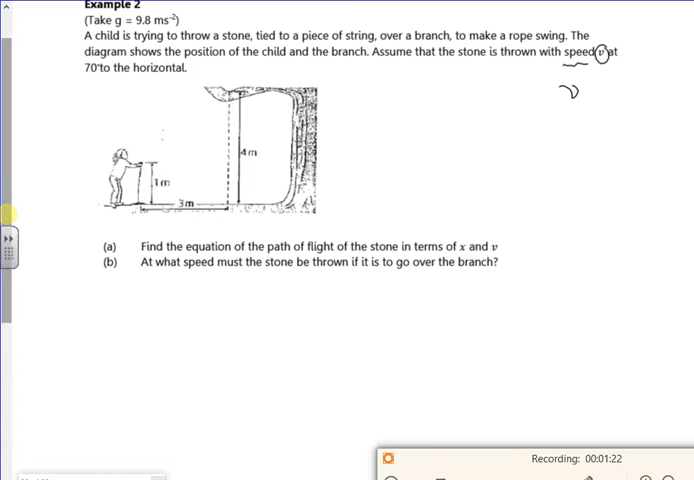 Example 2
(Take g = 9.8 ms⁻²)
A child is trying to throw a stone, tied to a piece of string, over a branch, to make a rope swing. The
diagram shows the position of the child and the branch. Assume that the stone is thrown with speed v at
70°to the horizontal.
v
4m
1m
3m
(a) Find the equation of the path of flight of the stone in terms of x and v
(b) At what speed must the stone be thrown if it is to go over the branch?
Recording: 00:01:22